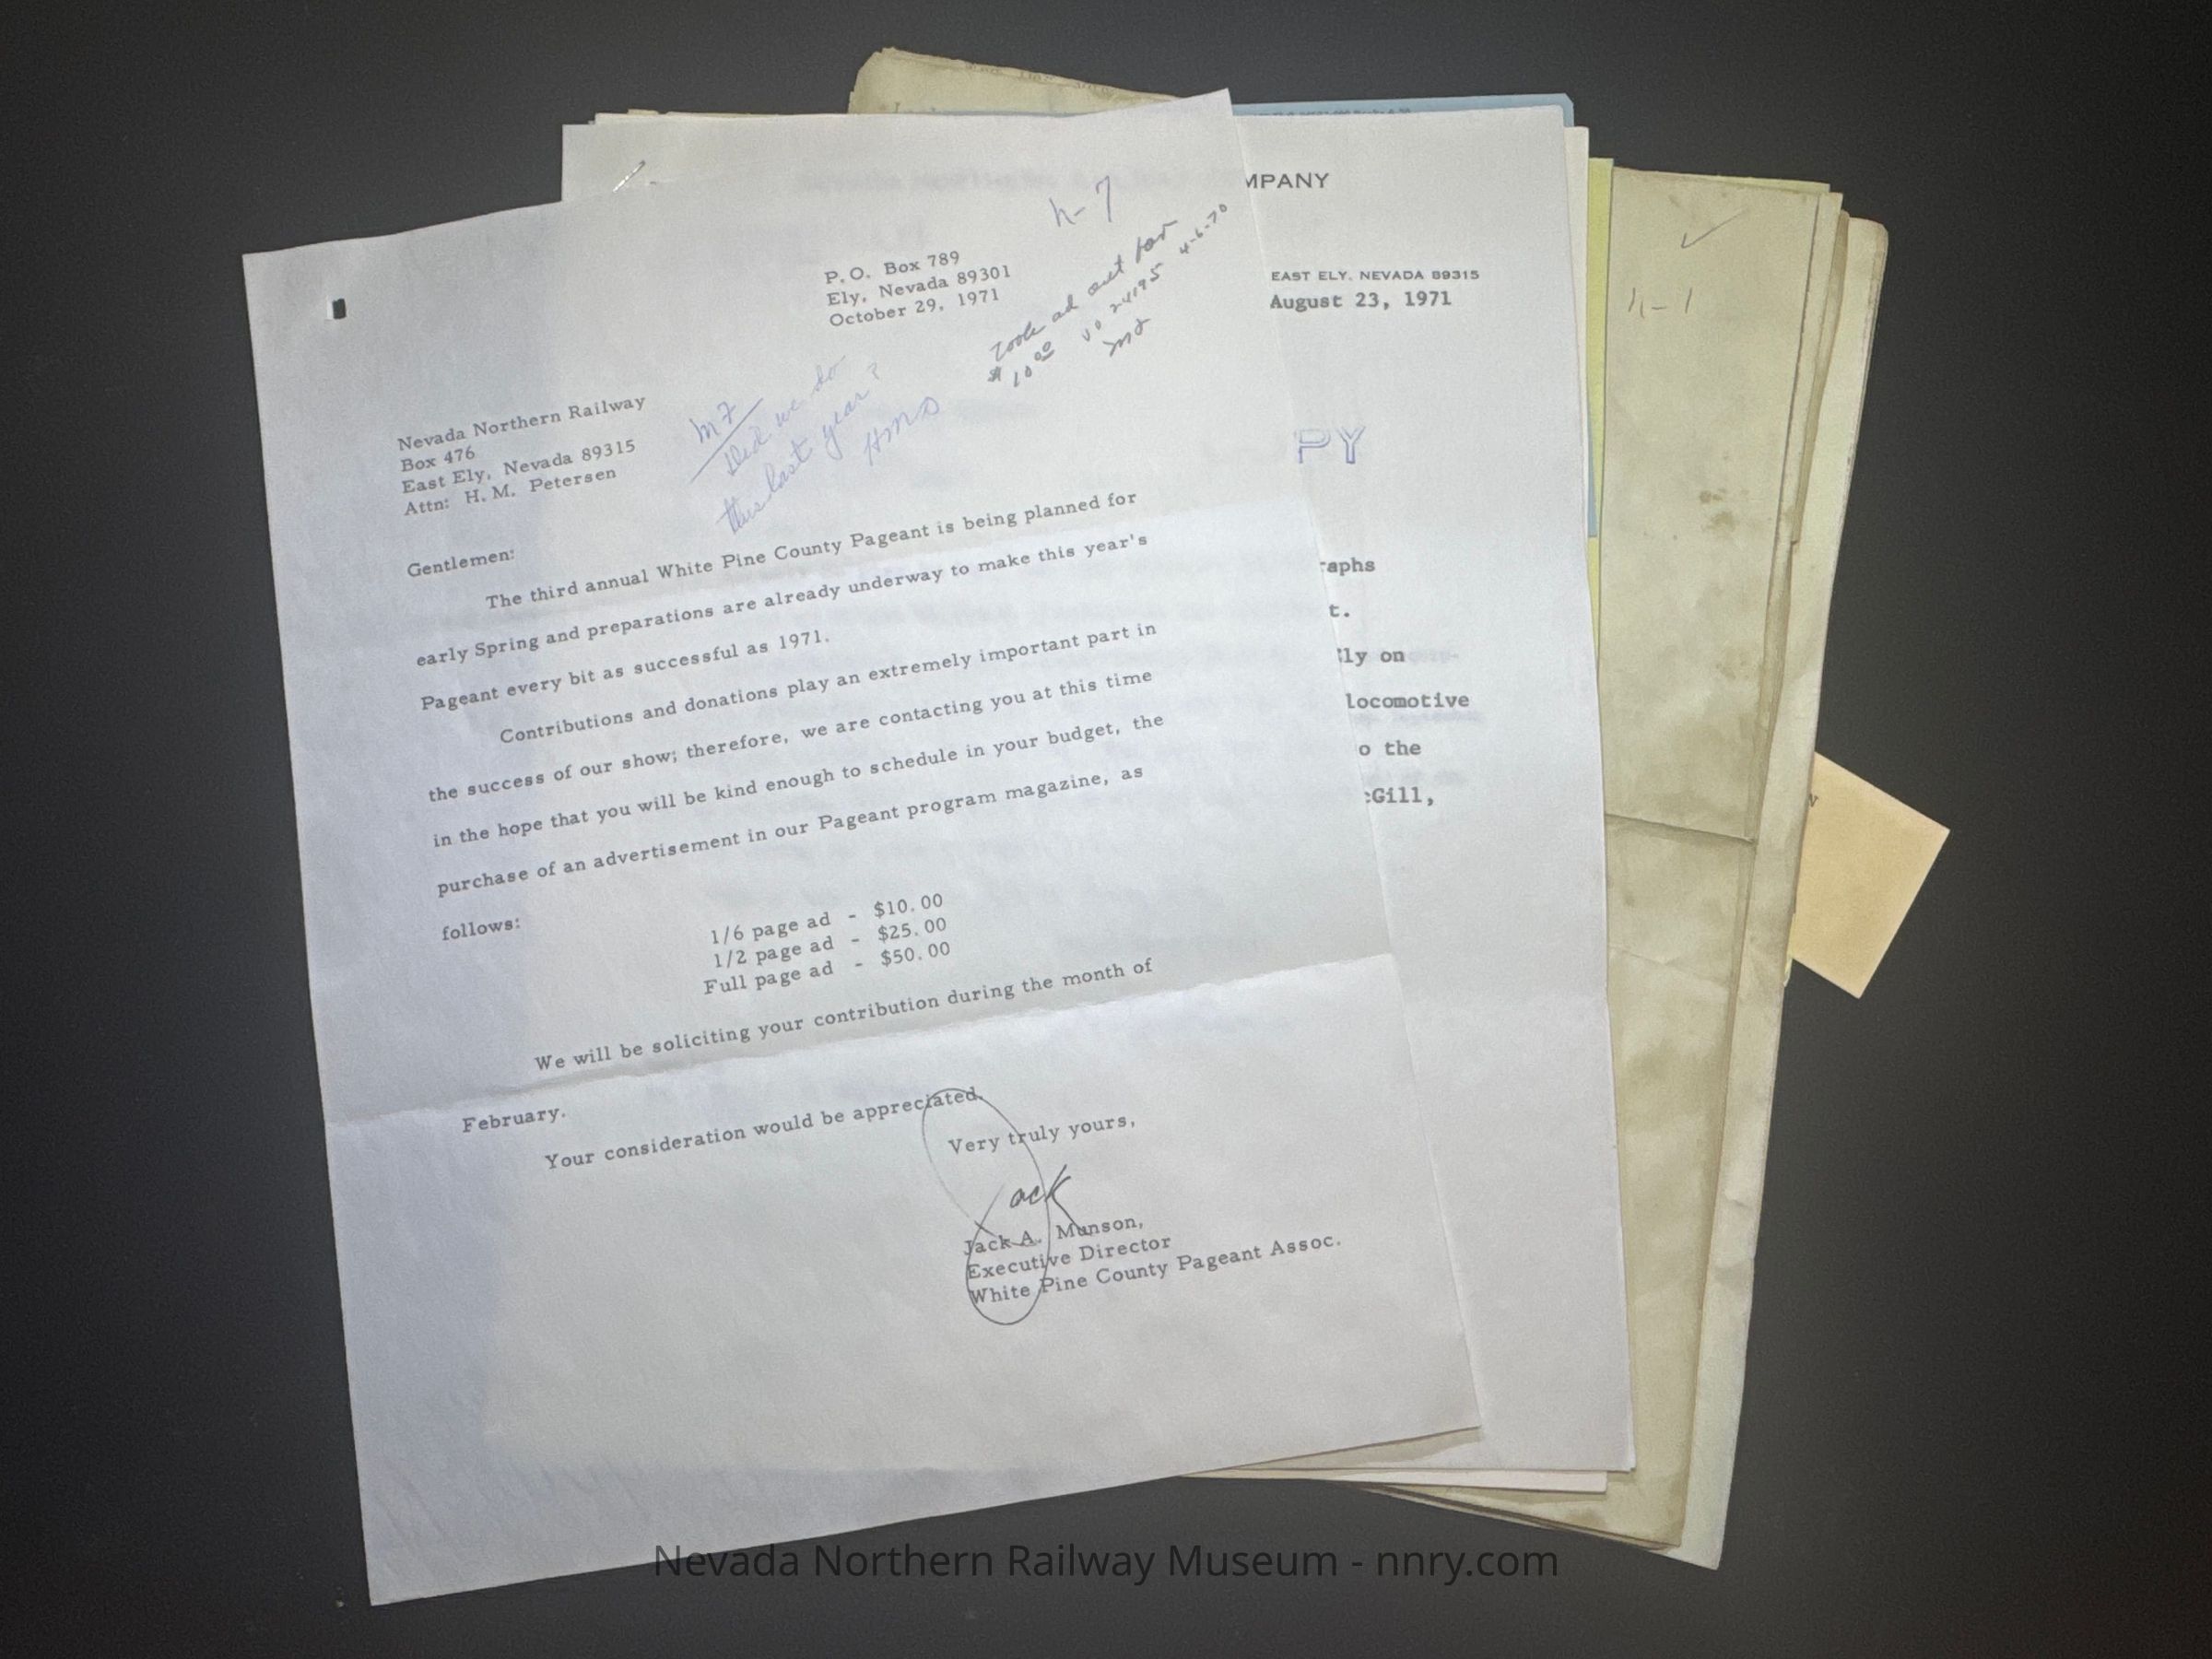 h-7
P.O. Box 789
Ely, Nevada 89301
October 29, 1971
Took ad out for
$10.00 VO 24195 4-6-70
Nevada Northern Railway
Box 476
East Ely, Nevada 89315
Attn: H. M. Petersen
Did we do
this last year?
HMP
Gentlemen:
The third annual White Pine County Pageant is being planned for
early Spring and preparations are already underway to make this year's
Pageant every bit as successful as 1971.
Contributions and donations play an extremely important part in
the success of our show; therefore, we are contacting you at this time
in the hope that you will be kind enough to schedule in your budget, the
purchase of an advertisement in our Pageant program magazine, as
follows:
1/6 page ad - $10.00
1/2 page ad - $25.00
Full page ad - $50.00
We will be soliciting your contribution during the month of
February.
Your consideration would be appreciated.
Very truly yours,
Jack
Jack A. Munson,
Executive Director
White Pine County Pageant Assoc.
MPANY
EAST ELY, NEVADA 89315
August 23, 1971
PY
raphs
t.
ly on
locomotive
o the
cGill,
h-1
Nevada Northern Railway Museum - nnry.com